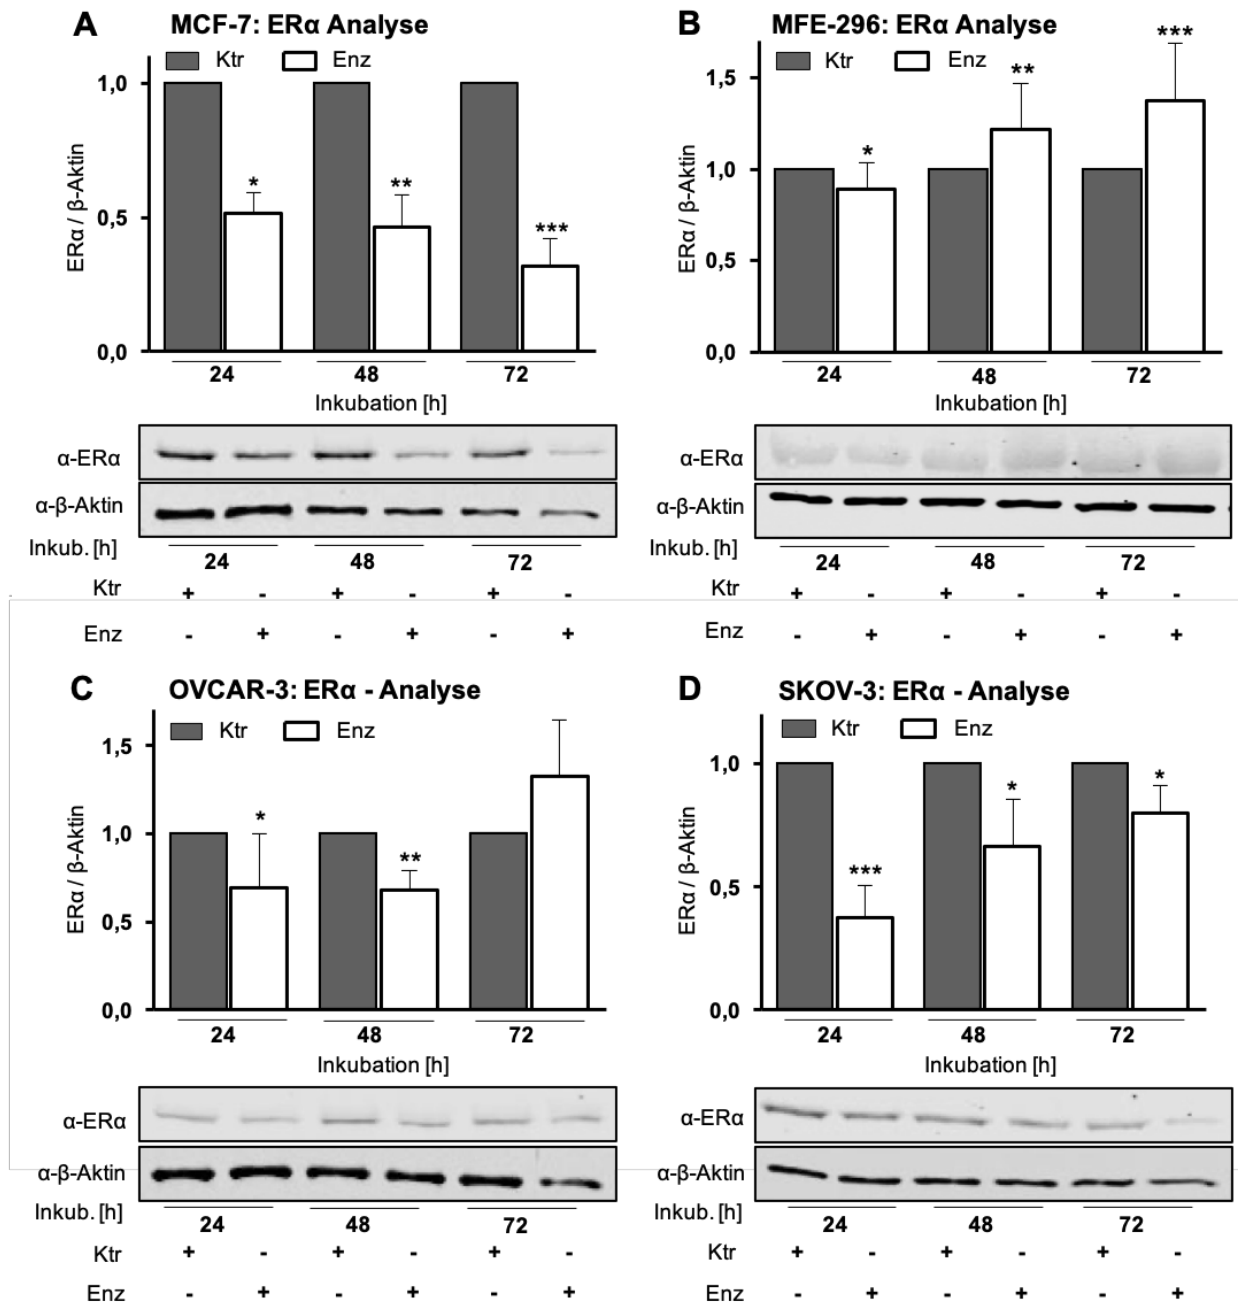 A MCF-7: ERα Analyse
Ktr Enz
1,0
0,5
0,0
ERα / β-Aktin
* ** ***
24 48 72
Inkubation [h]
α-ERα
α-β-Aktin
Inkub. [h] 24 48 72
Ktr + - + - + -
Enz - + - + - +
B MFE-296: ERα Analyse
Ktr Enz
1,5
1,0
0,5
0,0
ERα / β-Aktin
* ** ***
24 48 72
Inkubation [h]
α-ERα
α-β-Aktin
Inkub. [h] 24 48 72
Ktr + - + - + -
Enz - + - + - +
C OVCAR-3: ERα - Analyse
Ktr Enz
1,5
1,0
0,5
0,0
ERα / β-Aktin
* **
24 48 72
Inkubation [h]
α-ERα
α-β-Aktin
Inkub. [h] 24 48 72
Ktr + - + - + -
Enz - + - + - +
D SKOV-3: ERα - Analyse
Ktr Enz
1,0
0,5
0,0
ERα / β-Aktin
*** * *
24 48 72
Inkubation [h]
α-ERα
α-β-Aktin
Inkub. [h] 24 48 72
Ktr + - + - + -
Enz - + - + - +